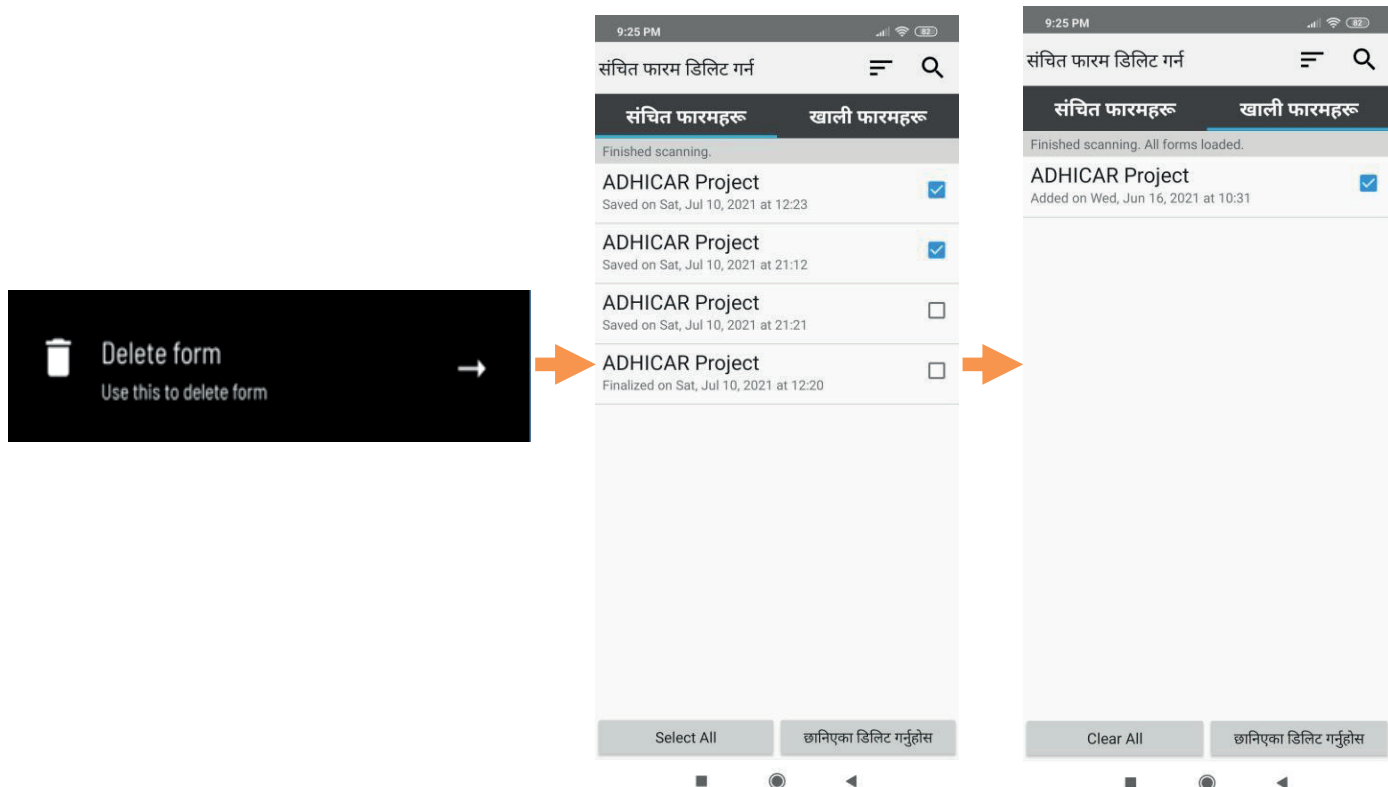 Delete form
Use this to delete form
9:25 PM
82
संचित फारम डिलिट गर्न
संचित फारमहरू
खाली फारमहरू
Finished scanning.
ADHICAR Project
Saved on Sat, Jul 10, 2021 at 12:23
ADHICAR Project
Saved on Sat, Jul 10, 2021 at 21:12
ADHICAR Project
Saved on Sat, Jul 10, 2021 at 21:21
ADHICAR Project
Finalized on Sat, Jul 10, 2021 at 12:20
Select All
छानिएका डिलिट गर्नुहोस
9:25 PM
82
संचित फारम डिलिट गर्न
संचित फारमहरू
खाली फारमहरू
Finished scanning. All forms loaded.
ADHICAR Project
Added on Wed, Jun 16, 2021 at 10:31
Clear All
छानिएका डिलिट गर्नुहोस